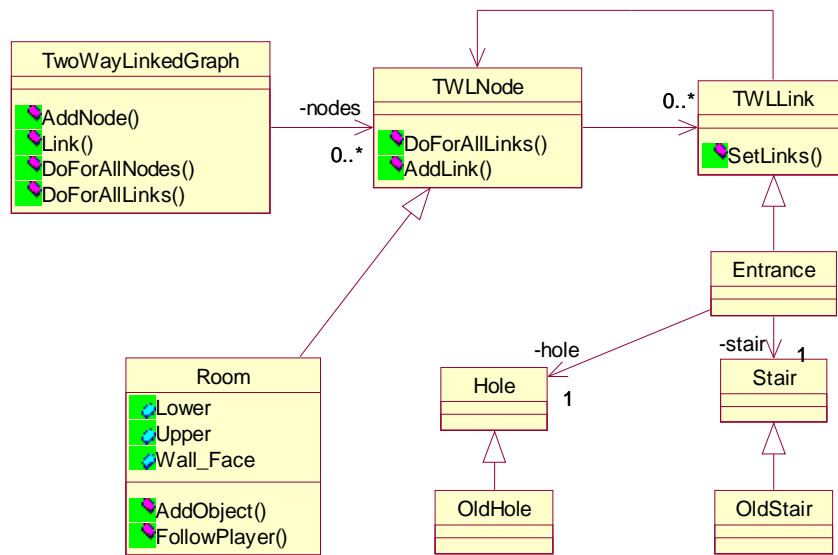 TwoWayLinkedGraph
AddNode()
Link()
DoForAllNodes()
DoForAllLinks()
-nodes
0..*
TWLNode
DoForAllLinks()
AddLink()
0..*
TWLLink
SetLinks()
Entrance
-hole
1
-stair
1
Room
Lower
Upper
Wall_Face
AddObject()
FollowPlayer()
Hole
Stair
OldHole
OldStair